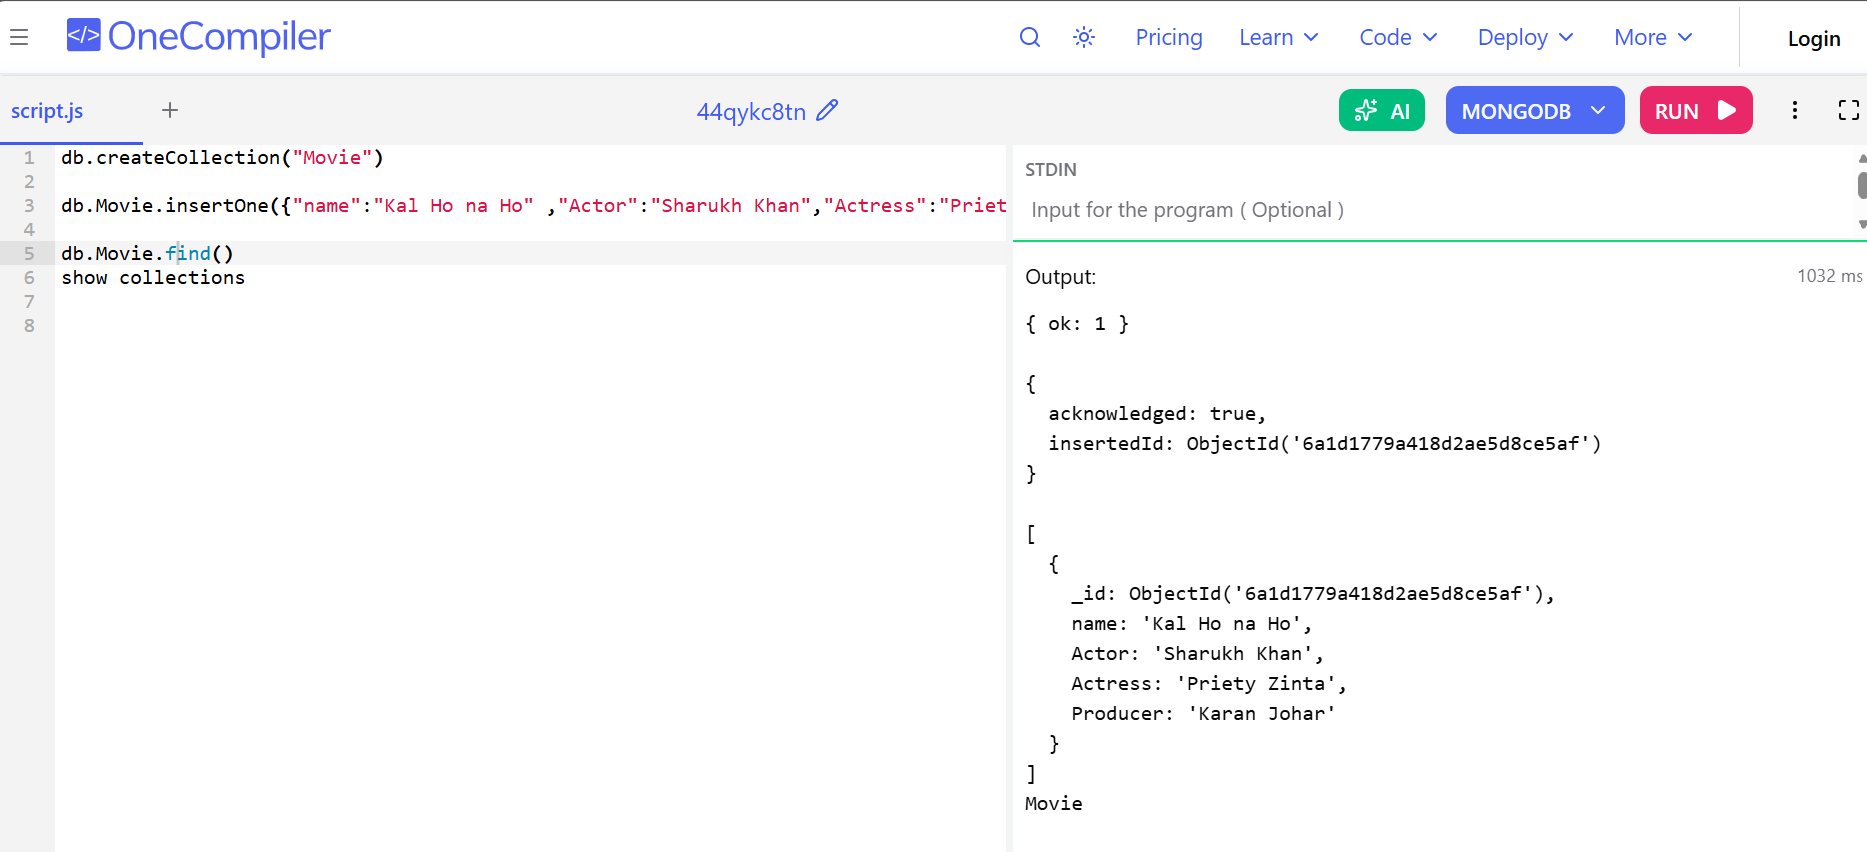 </> OneCompiler
Pricing Learn Code Deploy More Login
script.js + 44qykc8tn AI MONGODB RUN
1 db.createCollection("Movie")
2
3 db.Movie.insertOne({"name":"Kal Ho na Ho" ,"Actor":"Sharukh Khan","Actress":"Priet
4
5 db.Movie.find()
6 show collections
7
8
STDIN
Input for the program ( Optional )
Output: 1032 ms
{ ok: 1 }
{
acknowledged: true,
insertedId: ObjectId('6a1d1779a418d2ae5d8ce5af')
}
[
{
_id: ObjectId('6a1d1779a418d2ae5d8ce5af'),
name: 'Kal Ho na Ho',
Actor: 'Sharukh Khan',
Actress: 'Priety Zinta',
Producer: 'Karan Johar'
}
]
Movie